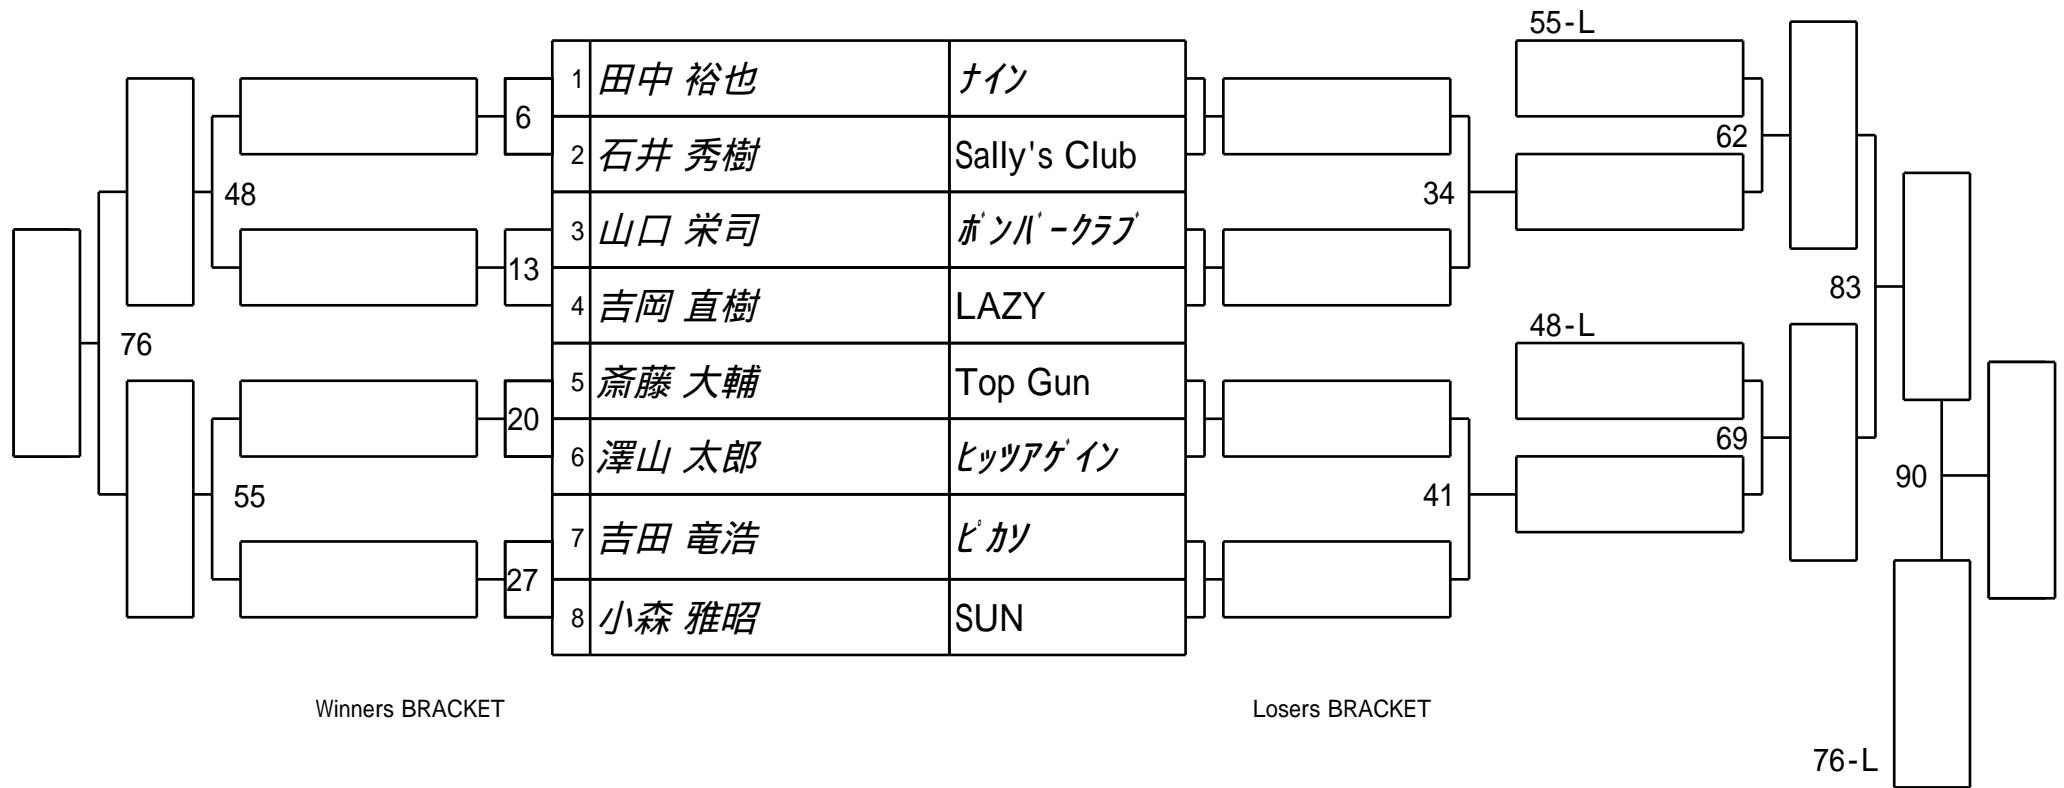 55-L
1 田中 裕也 ﾅｲﾝ
6
2 石井 秀樹 Sally's Club
62
48
34
3 山口 栄司 ﾎﾞﾝﾊﾞｰｸﾗﾌﾞ
13
4 吉岡 直樹 LAZY
83
48-L
76
5 斎藤 大輔 Top Gun
20
69
6 澤山 太郎 ﾋｯﾂｱｹﾞｲﾝ
90
55
41
7 吉田 竜浩 ﾋﾟｶｿ
27
8 小森 雅昭 SUN
Winners BRACKET
Losers BRACKET
76-L